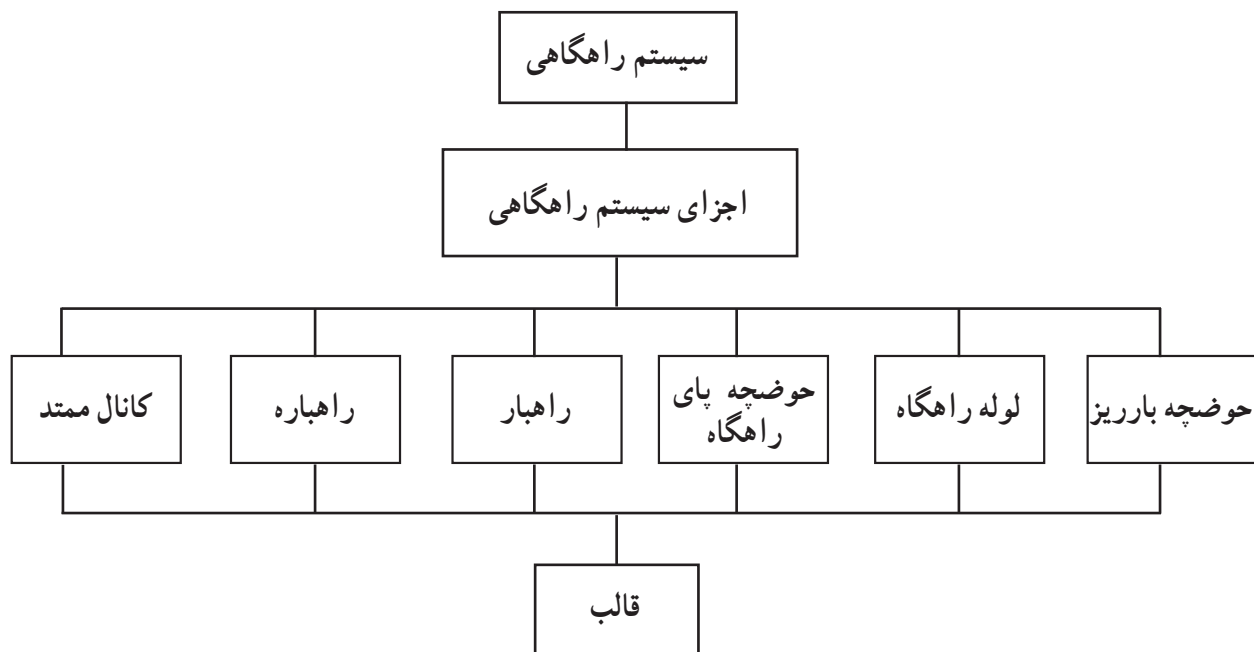 سیستم راهگاهی
اجزای سیستم راهگاهی
حوضچه بارریز
لوله راهگاه
حوضچه پای
راهگاه
راهبار
راهباره
کانال ممتد
قالب